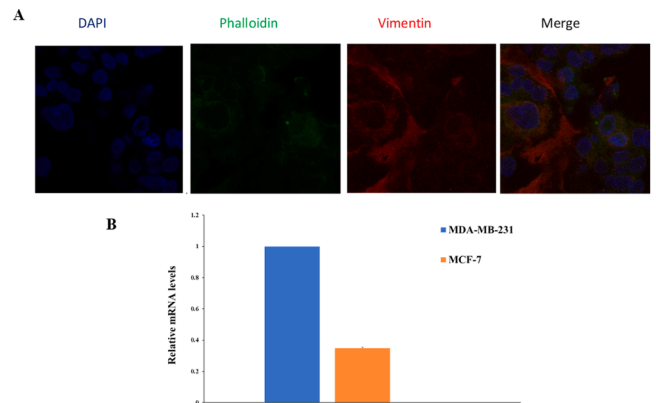 A
DAPI Phalloidin Vimentin Merge
B
1.2
1
0.8
0.6
0.4
0.2
0
Relative mRNA levels
MDA-MB-231
MCF-7